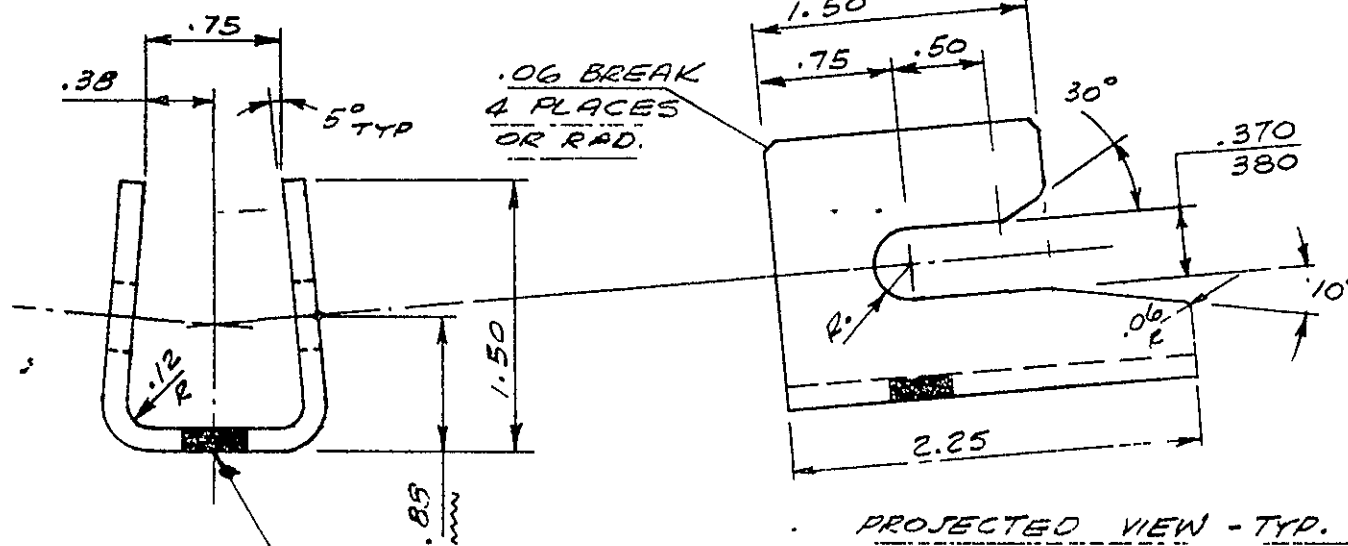 .75
.38
5° TYP
.06 BREAK
4 PLACES
OR RAD.
1.50
.75
.50
30°
.370
380
10°
.06
R
R.
.12
R
1.50
.85
2.25
PROJECTED VIEW - TYP.